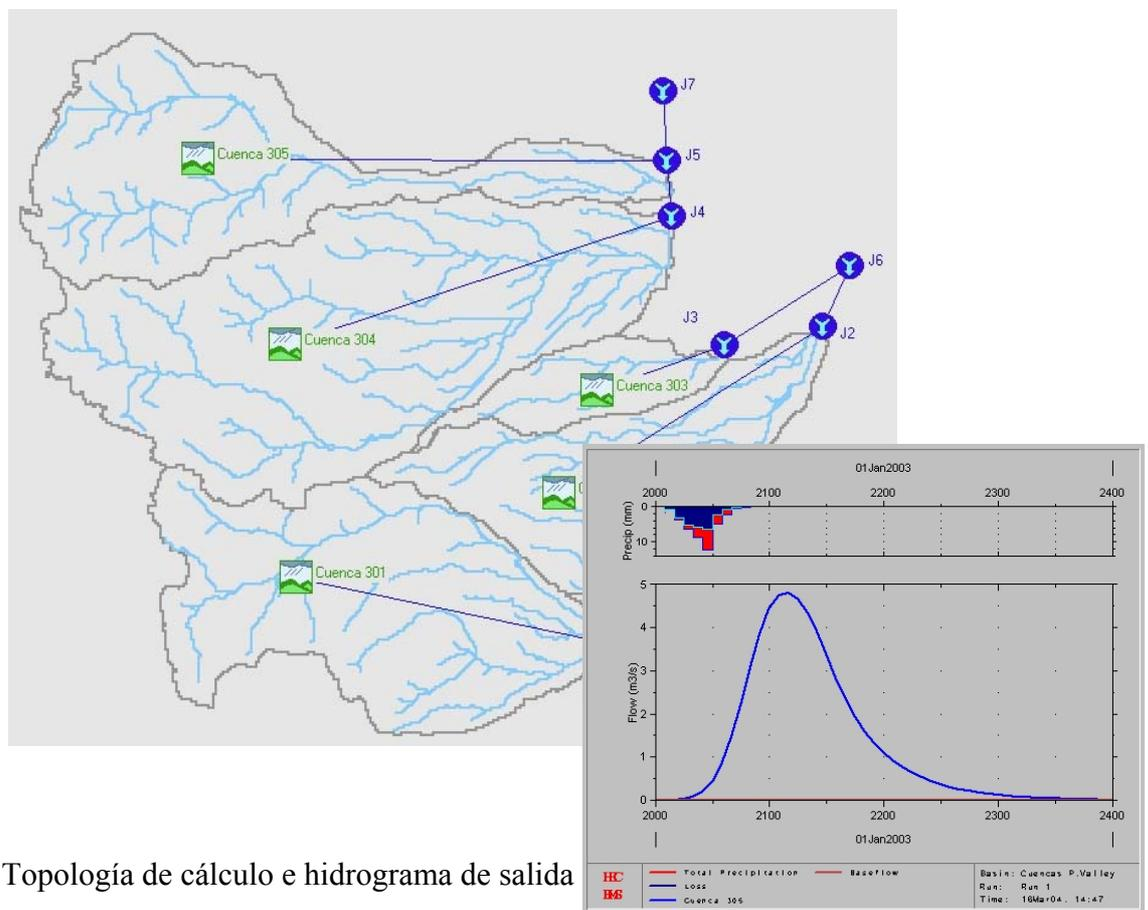 J7
Cuenca 305
J5
J4
J6
J3
J2
Cuenca 304
Cuenca 303
Cuenca 301
01Jan2003
2000 2100 2200 2300 2400
Precip (mm)
0
10
Flow (m3/s)
5
4
3
2
1
0
2000 2100 2200 2300 2400
01Jan2003
HEC
HMS
Total Precipitation
Baseflow
Loss
Cuenca 305
Basin: Cuencas P.Valley
Run: Run 1
Time: 16Mar04, 14:47
Topología de cálculo e hidrograma de salida